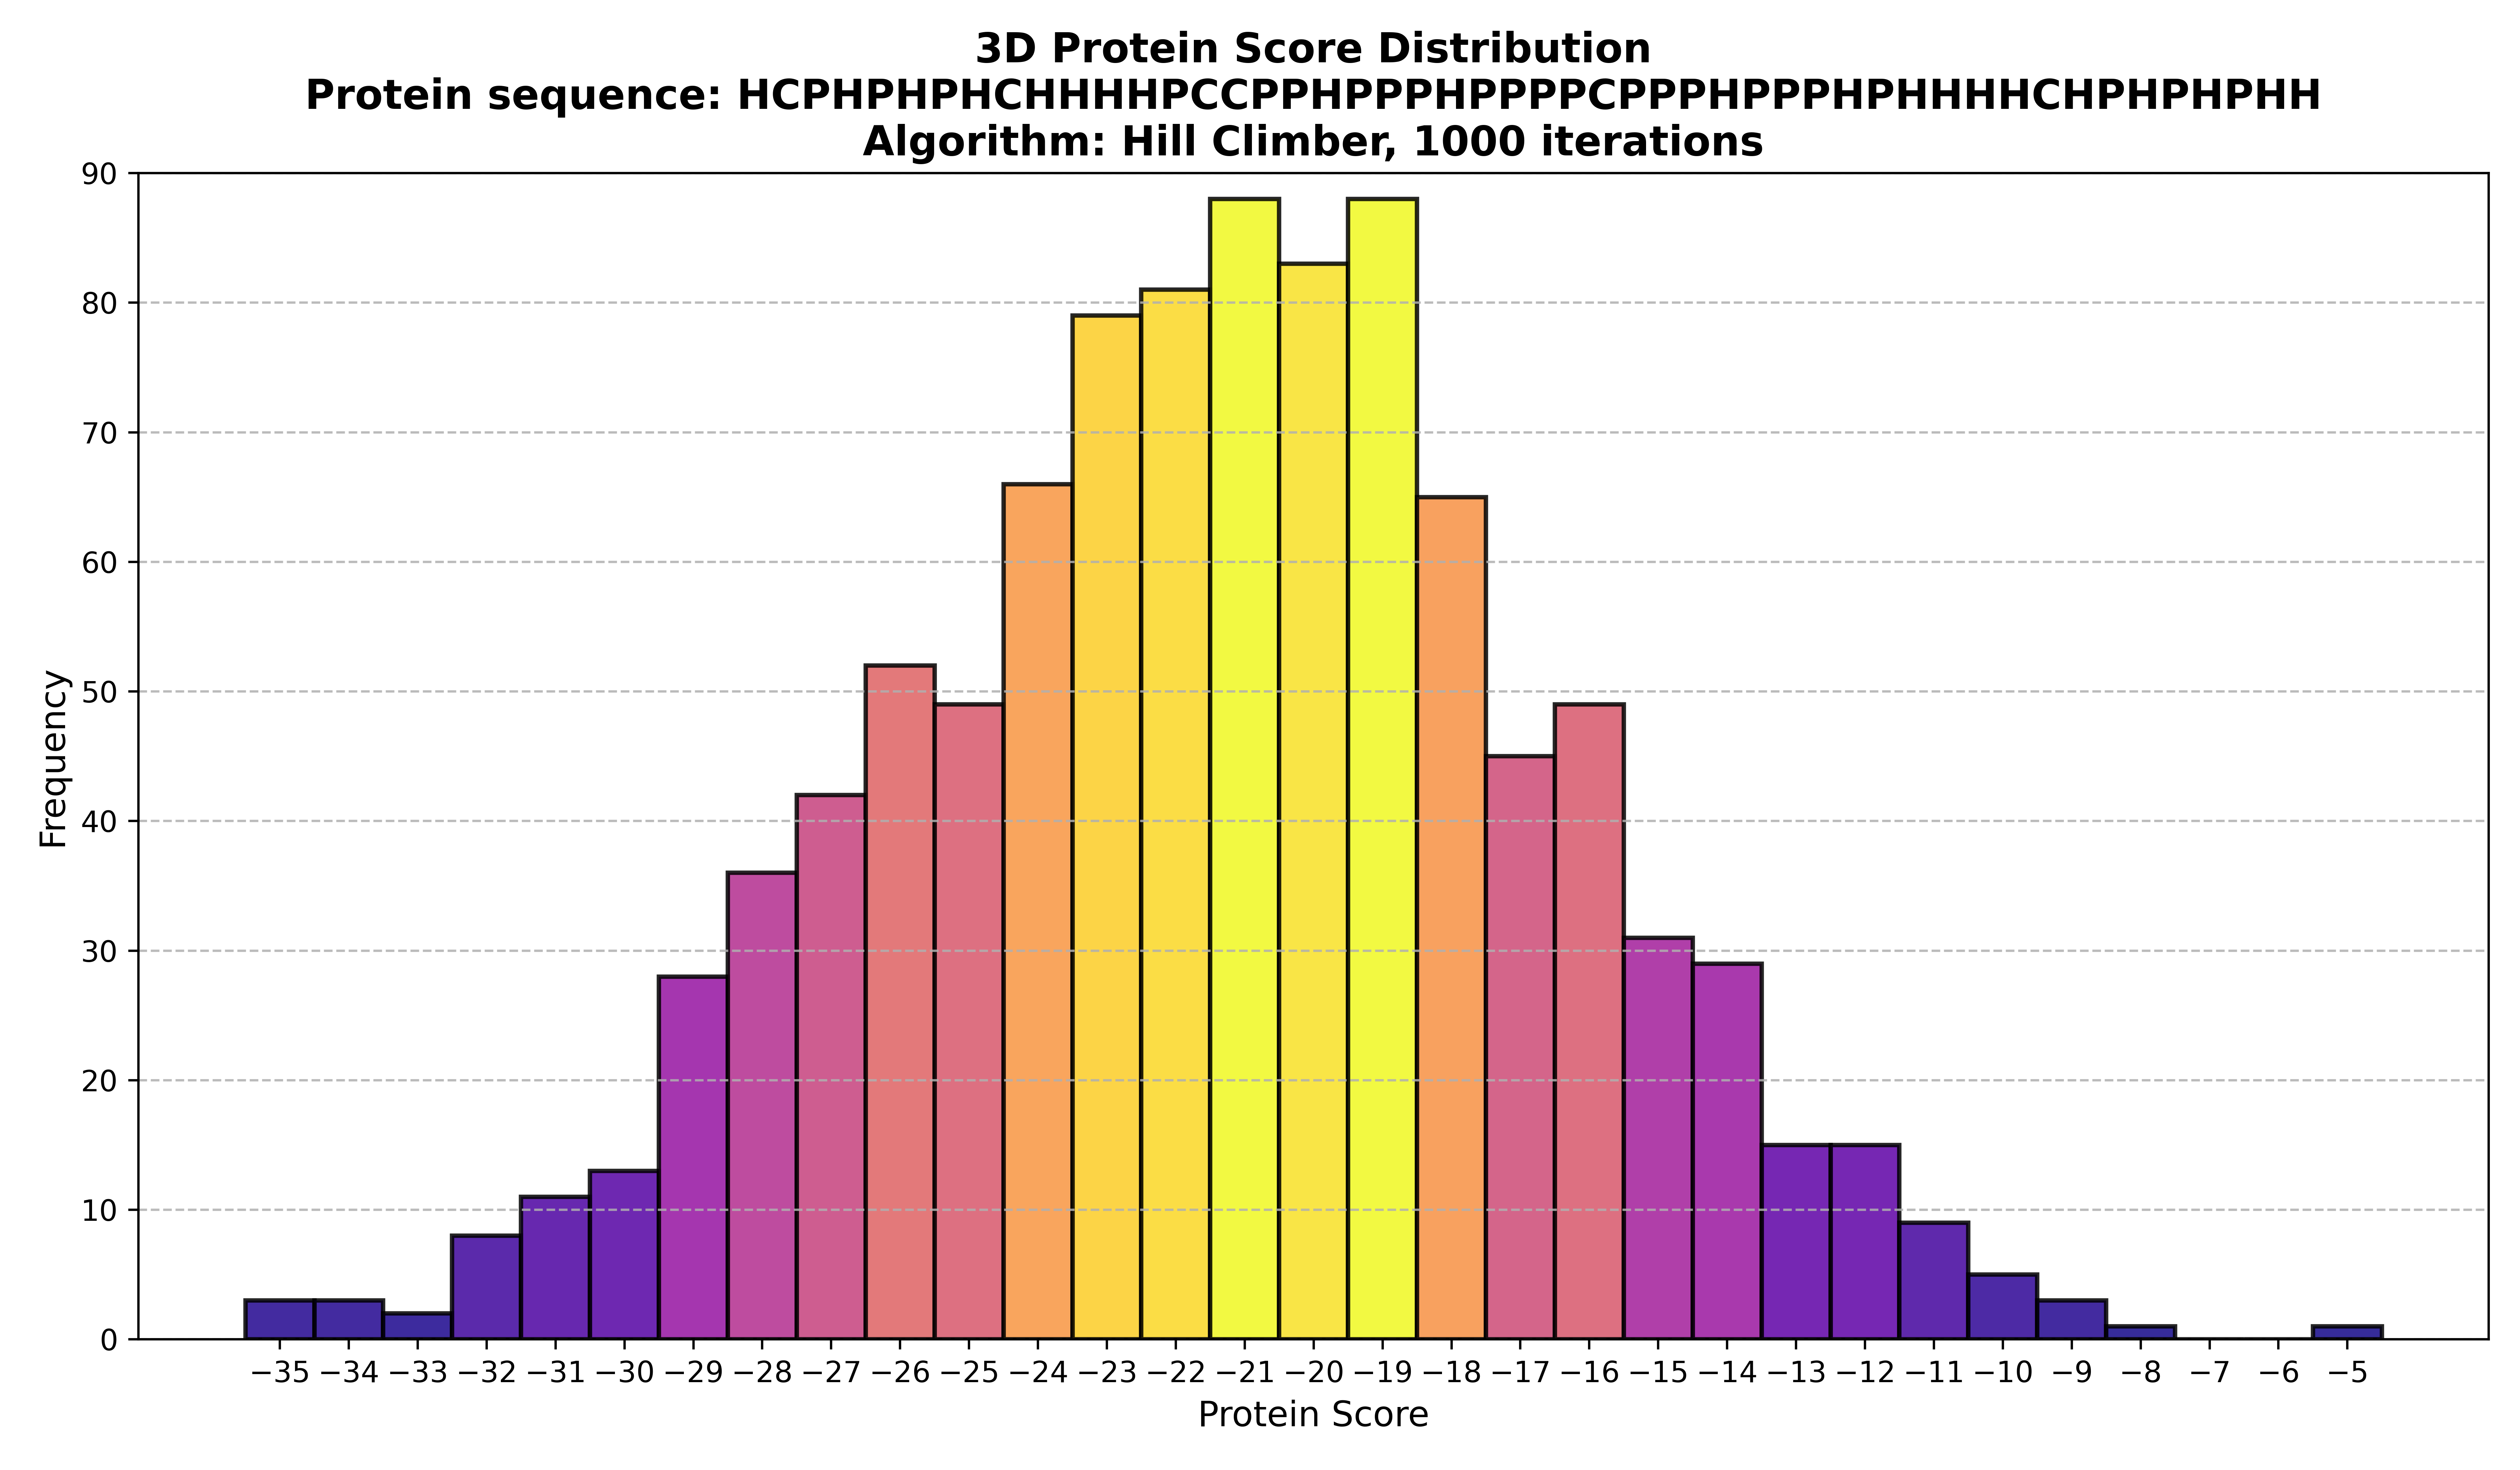 3D Protein Score Distribution
Protein sequence: HCPHPHPHCHHHHPCCPPHPPPHPPPPCPPPHPPPHPHHHHCHPHPHPHH
Algorithm: Hill Climber, 1000 iterations
90
80
70
60
50
40
30
20
10
0
Frequency
−35 −34 −33 −32 −31 −30 −29 −28 −27 −26 −25 −24 −23 −22 −21 −20 −19 −18 −17 −16 −15 −14 −13 −12 −11 −10 −9 −8 −7 −6 −5
Protein Score